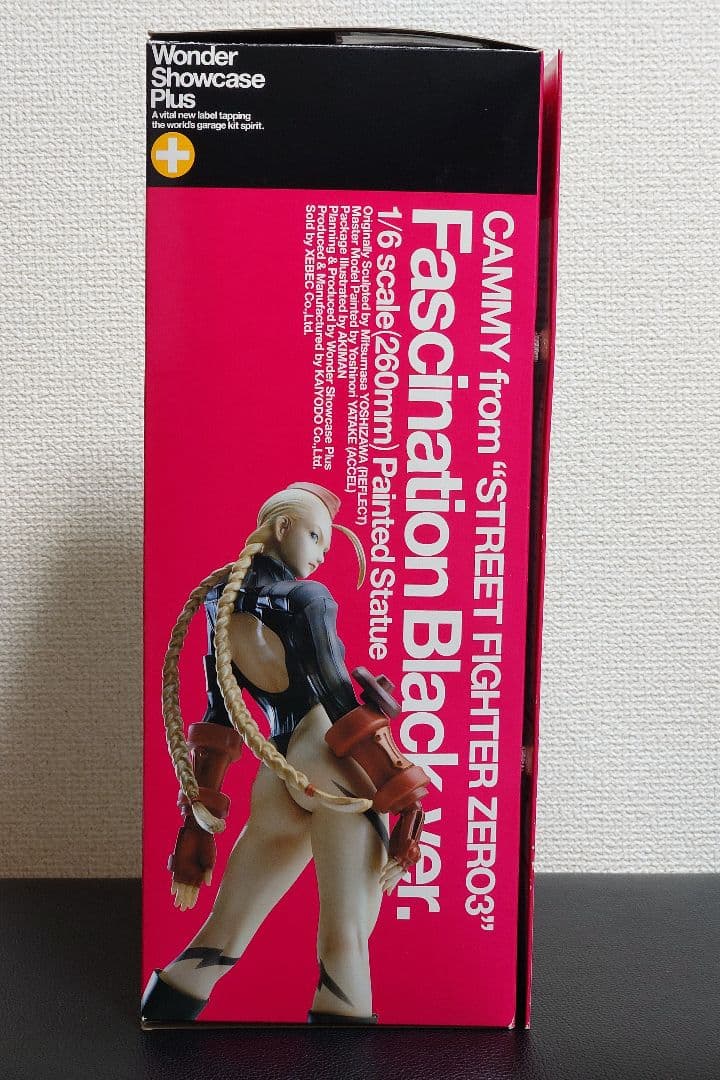 Wonder
Showcase
Plus
A vital new label tapping
the world's garage kit spirit.
CAMMY from "STREET FIGHTER ZERO3"
Fascination Black ver.
1/6 scale(260mm) Painted Statue
Originally Sculpted by Mitsumasa YOSHIZAWA (REFLECT)
Master Model Painted by Yoshinori YATAKE (ACCEL)
Package Illustrated by AKIMAN
Planning & Produced by Wonder Showcase Plus
Produced & Manufactured by KAIYODO Co.,Ltd.
Sold by XEBEC Co.,Ltd.